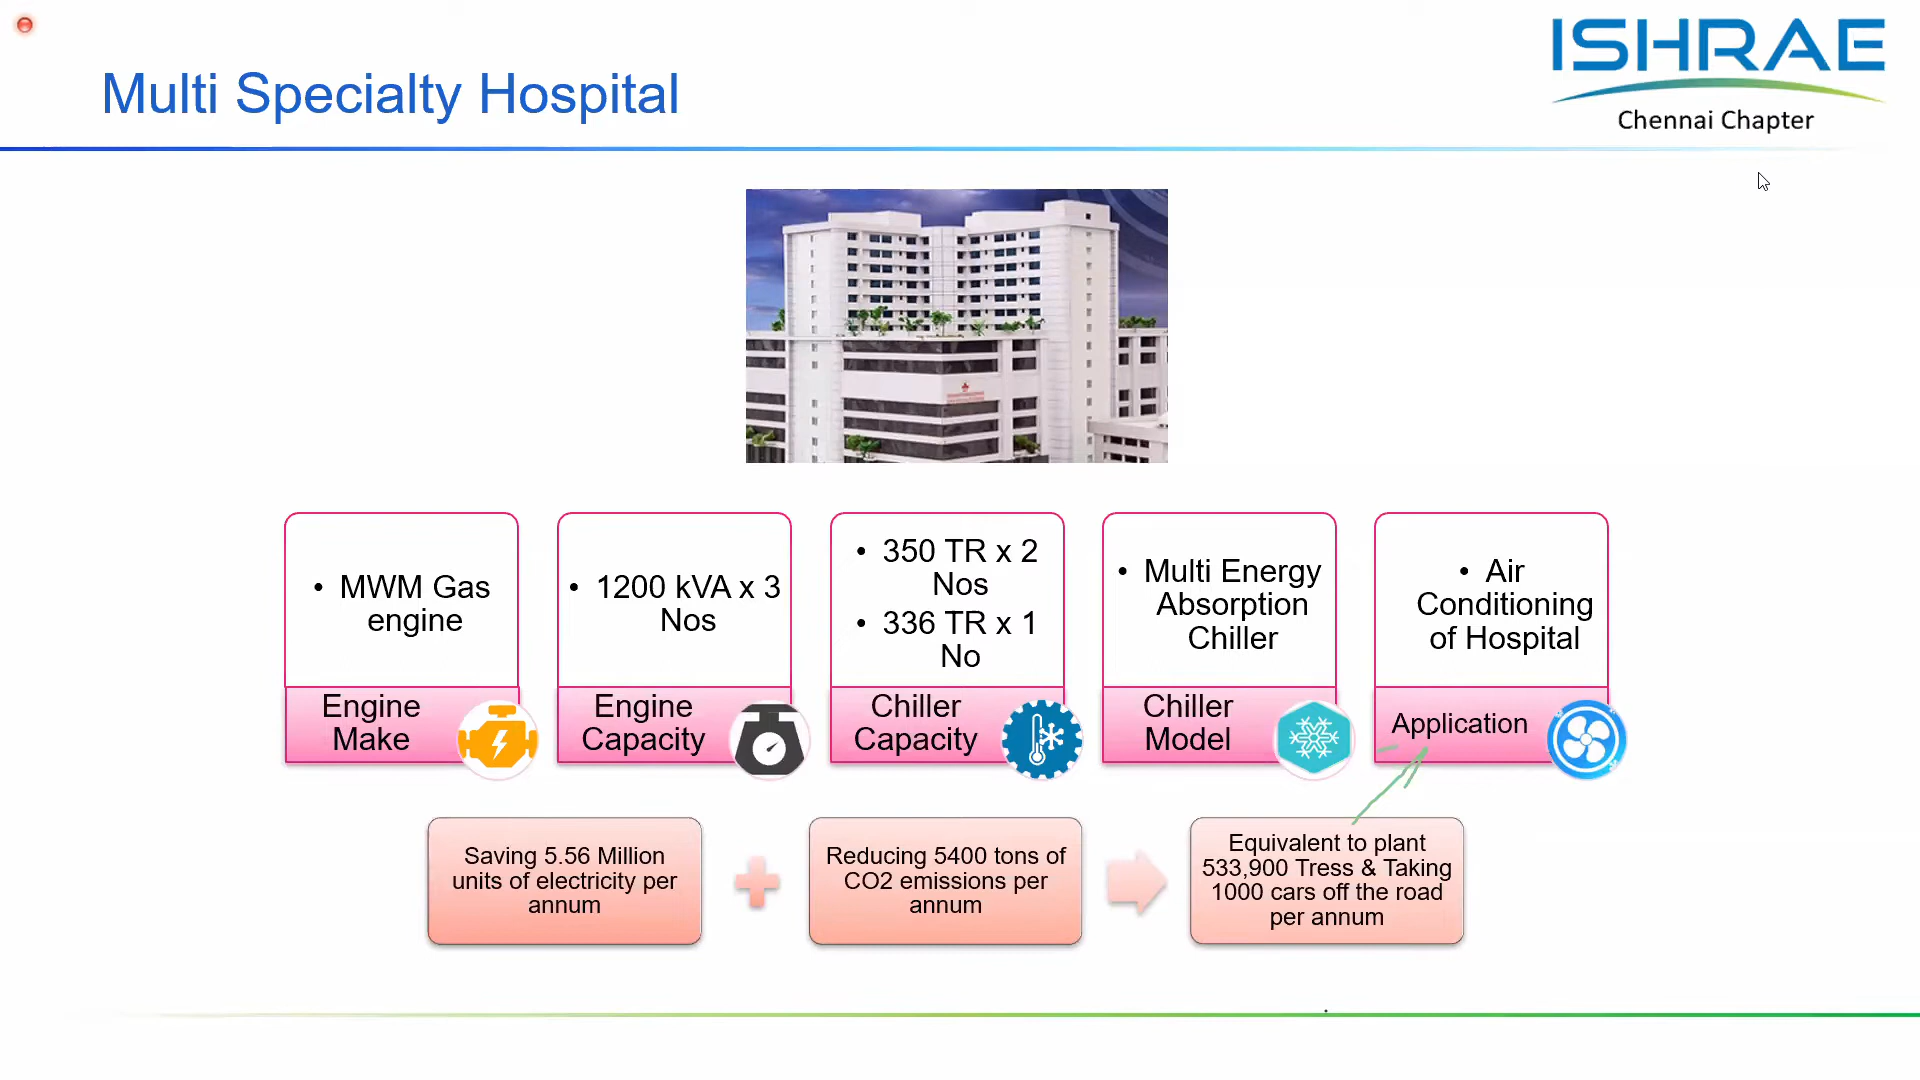 ISHRAE
Chennai Chapter
Multi Specialty Hospital
• MWM Gas
engine
Engine
Make
• 1200 kVA x 3
Nos
Engine
Capacity
• 350 TR x 2
Nos
• 336 TR x 1
No
Chiller
Capacity
• Multi Energy
Absorption
Chiller
Chiller
Model
• Air
Conditioning
of Hospital
Application
Saving 5.56 Million
units of electricity per
annum
Reducing 5400 tons of
CO2 emissions per
annum
Equivalent to plant
533,900 Tress & Taking
1000 cars off the road
per annum